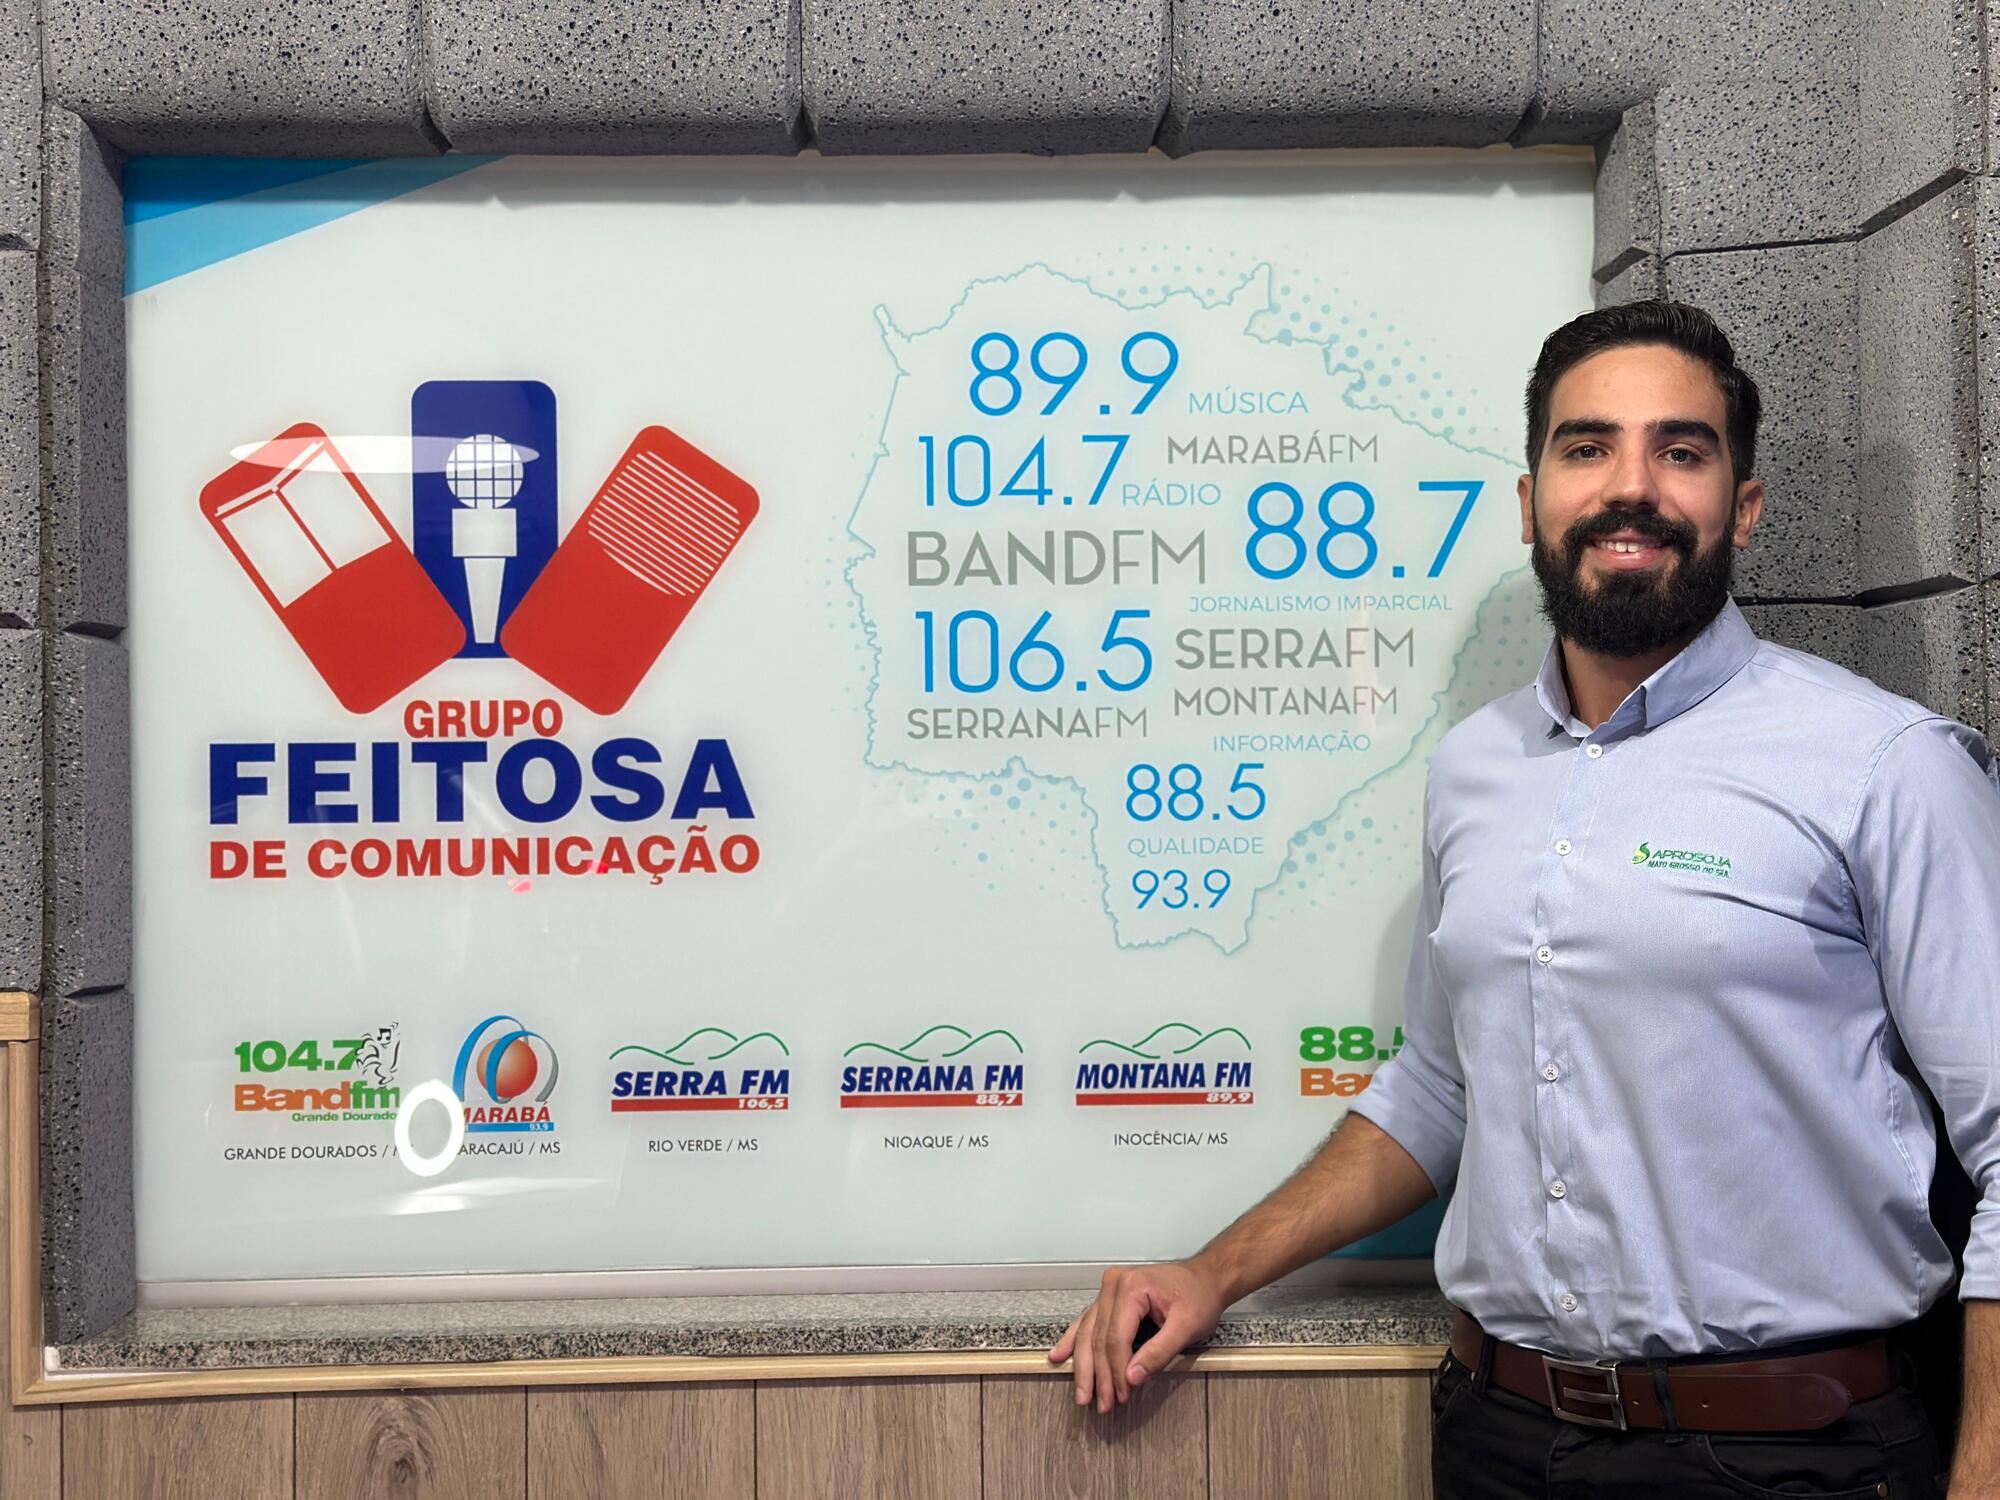 GRUPO
FEITOSA
DE COMUNICAÇÃO
89.9 MÚSICA
104.7 MARABÁFM
RÁDIO
BANDFM 88.7
JORNALISMO IMPARCIAL
106.5 SERRAFM
SERRANAFM MONTANAFM
INFORMAÇÃO
88.5
QUALIDADE
93.9
104.7
Bandfm
Grande Dourados
GRANDE DOURADOS /
MARABÁ
93,9
ARACAJÚ / MS
SERRA FM
106,5
RIO VERDE / MS
SERRANA FM
88,7
NIOAQUE / MS
MONTANA FM
89,9
INOCÊNCIA/ MS
88.5
Ba
APROSOJA
MATO GROSSO DO SUL